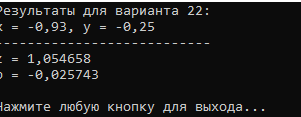 Результаты для варианта 22:
x = -0,93, y = -0,25
---------------------------
z = 1,054658
b = -0,025743
Нажмите любую кнопку для выхода...